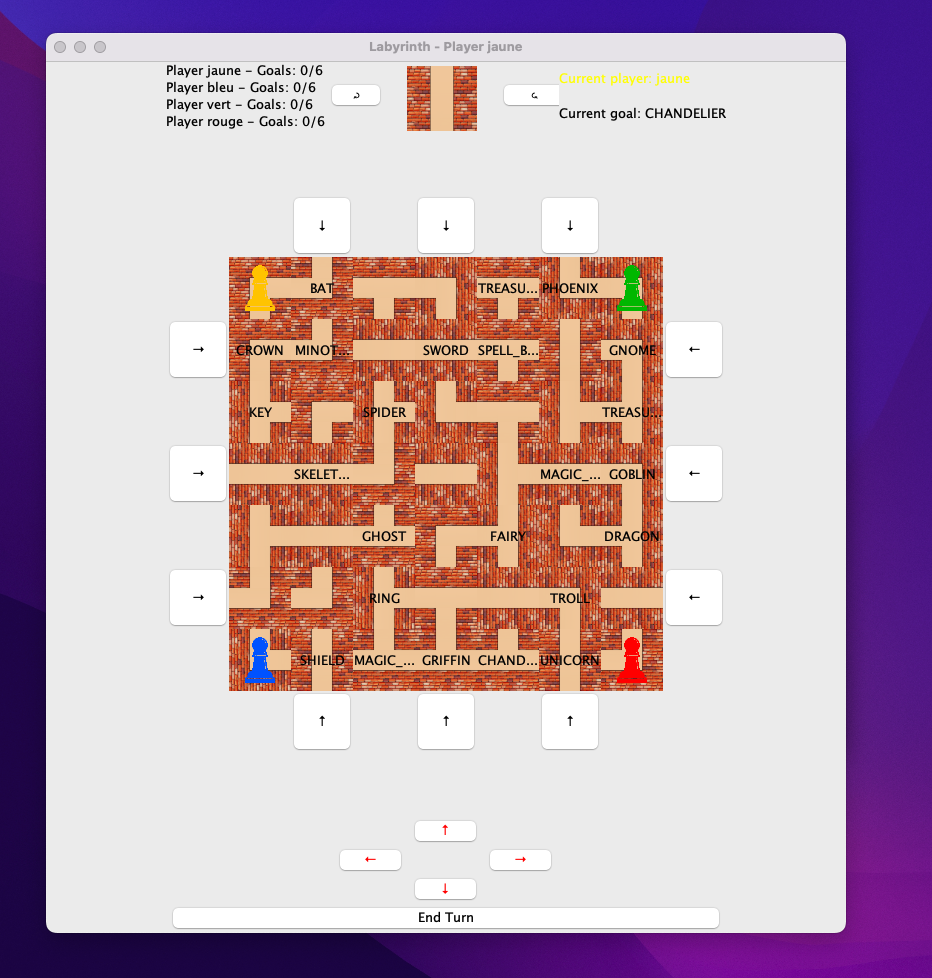 Labyrinth - Player jaune
Player jaune - Goals: 0/6
Player bleu - Goals: 0/6
Player vert - Goals: 0/6
Player rouge - Goals: 0/6
Current player: jaune
Current goal: CHANDELIER
↓ ↓ ↓
BAT TREASU... PHOENIX
→ CROWN MINOT... SWORD SPELL_B... GNOME ←
KEY SPIDER TREASU...
→ SKELET... MAGIC_... GOBLIN ←
GHOST FAIRY DRAGON
→ RING TROLL ←
SHIELD MAGIC_... GRIFFIN CHAND... UNICORN
↑ ↑ ↑
↑
← →
↓
End Turn